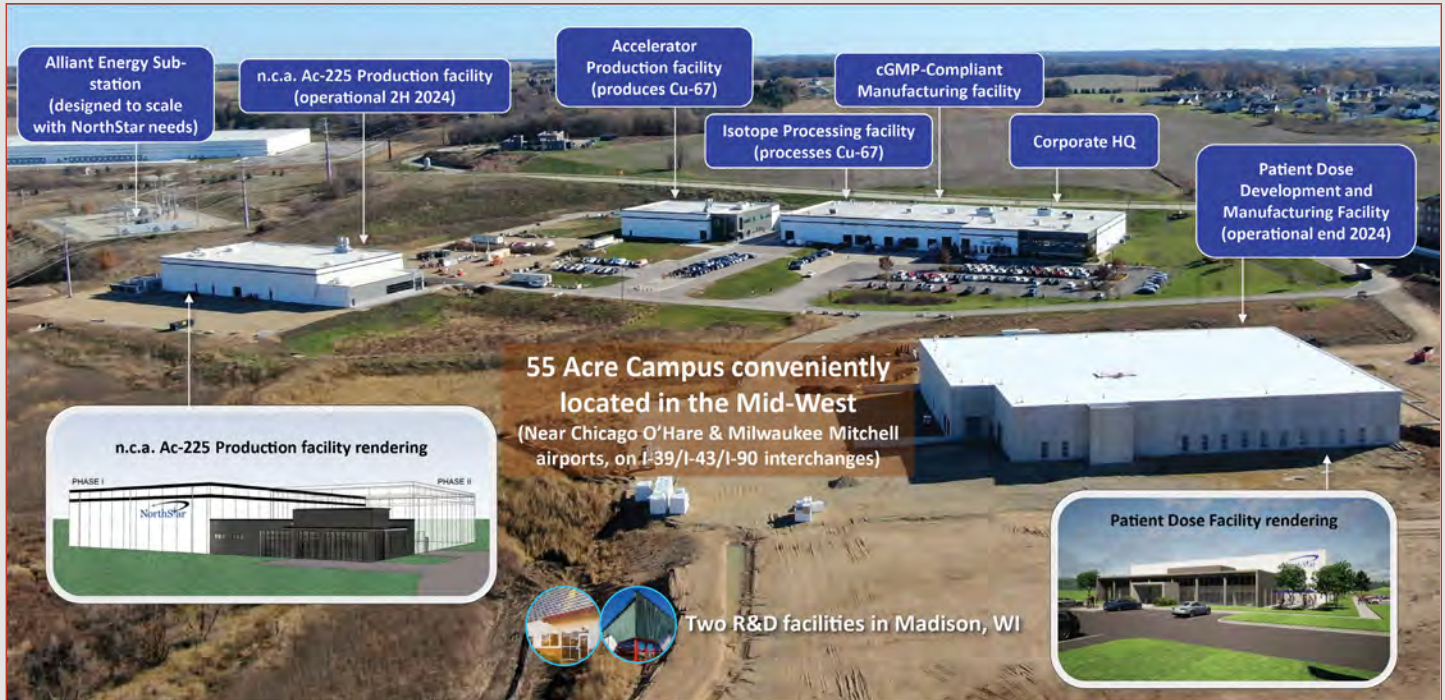 Alliant Energy Sub-
station
(designed to scale
with NorthStar needs)
n.c.a. Ac-225 Production facility
(operational 2H 2024)
Accelerator
Production facility
(produces Cu-67)
Isotope Processing facility
(processes Cu-67)
cGMP-Compliant
Manufacturing facility
Corporate HQ
Patient Dose
Development and
Manufacturing Facility
(operational end 2024)
55 Acre Campus conveniently
located in the Mid-West
(Near Chicago O'Hare & Milwaukee Mitchell
airports, on I-39/I-43/I-90 interchanges)
n.c.a. Ac-225 Production facility rendering
PHASE I
PHASE II
NorthStar
Patient Dose Facility rendering
Two R&D facilities in Madison, WI